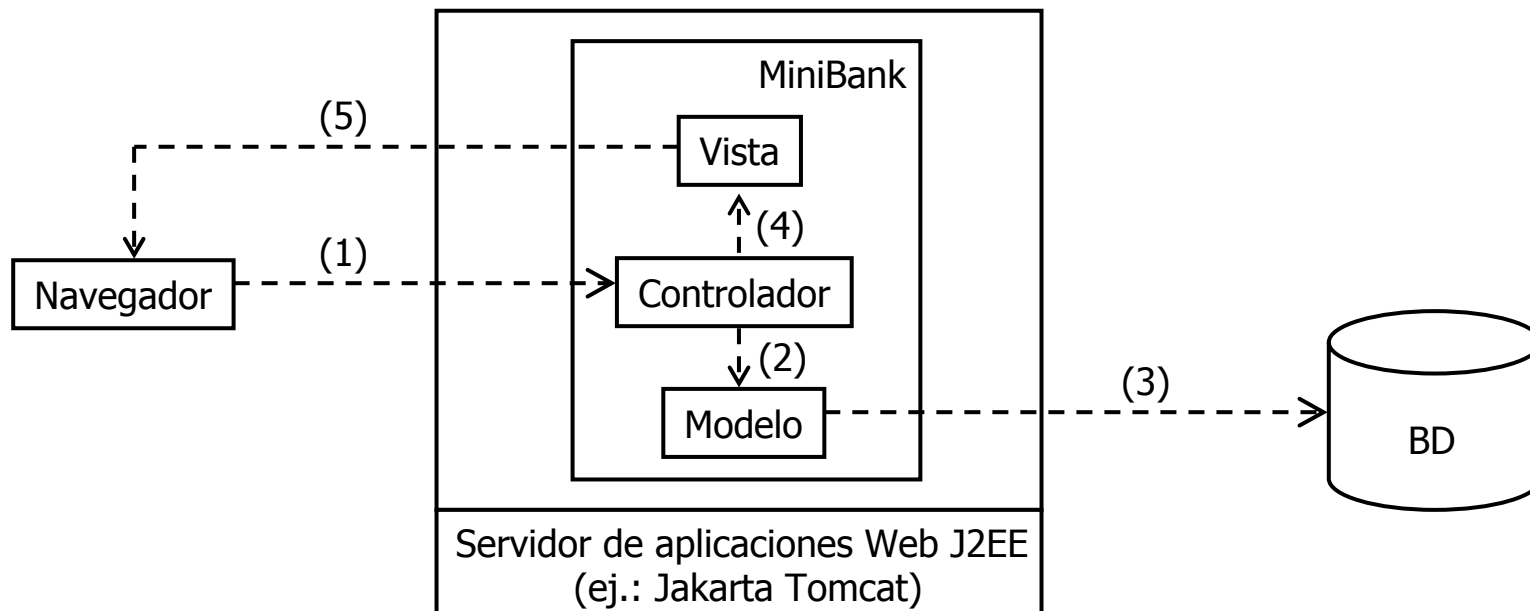 MiniBank
(5)
Vista
(4)
(1)
Navegador
Controlador
(2)
(3)
Modelo
BD
Servidor de aplicaciones Web J2EE
(ej.: Jakarta Tomcat)